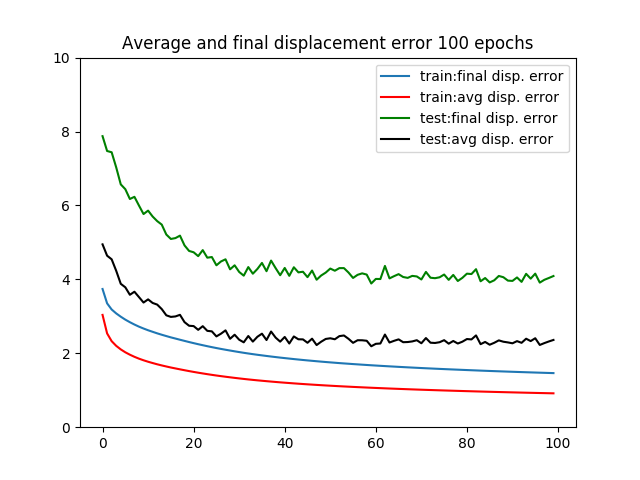 Average and final displacement error 100 epochs
train:final disp. error
train:avg disp. error
test:final disp. error
test:avg disp. error
10
8
6
4
2
0
0 20 40 60 80 100